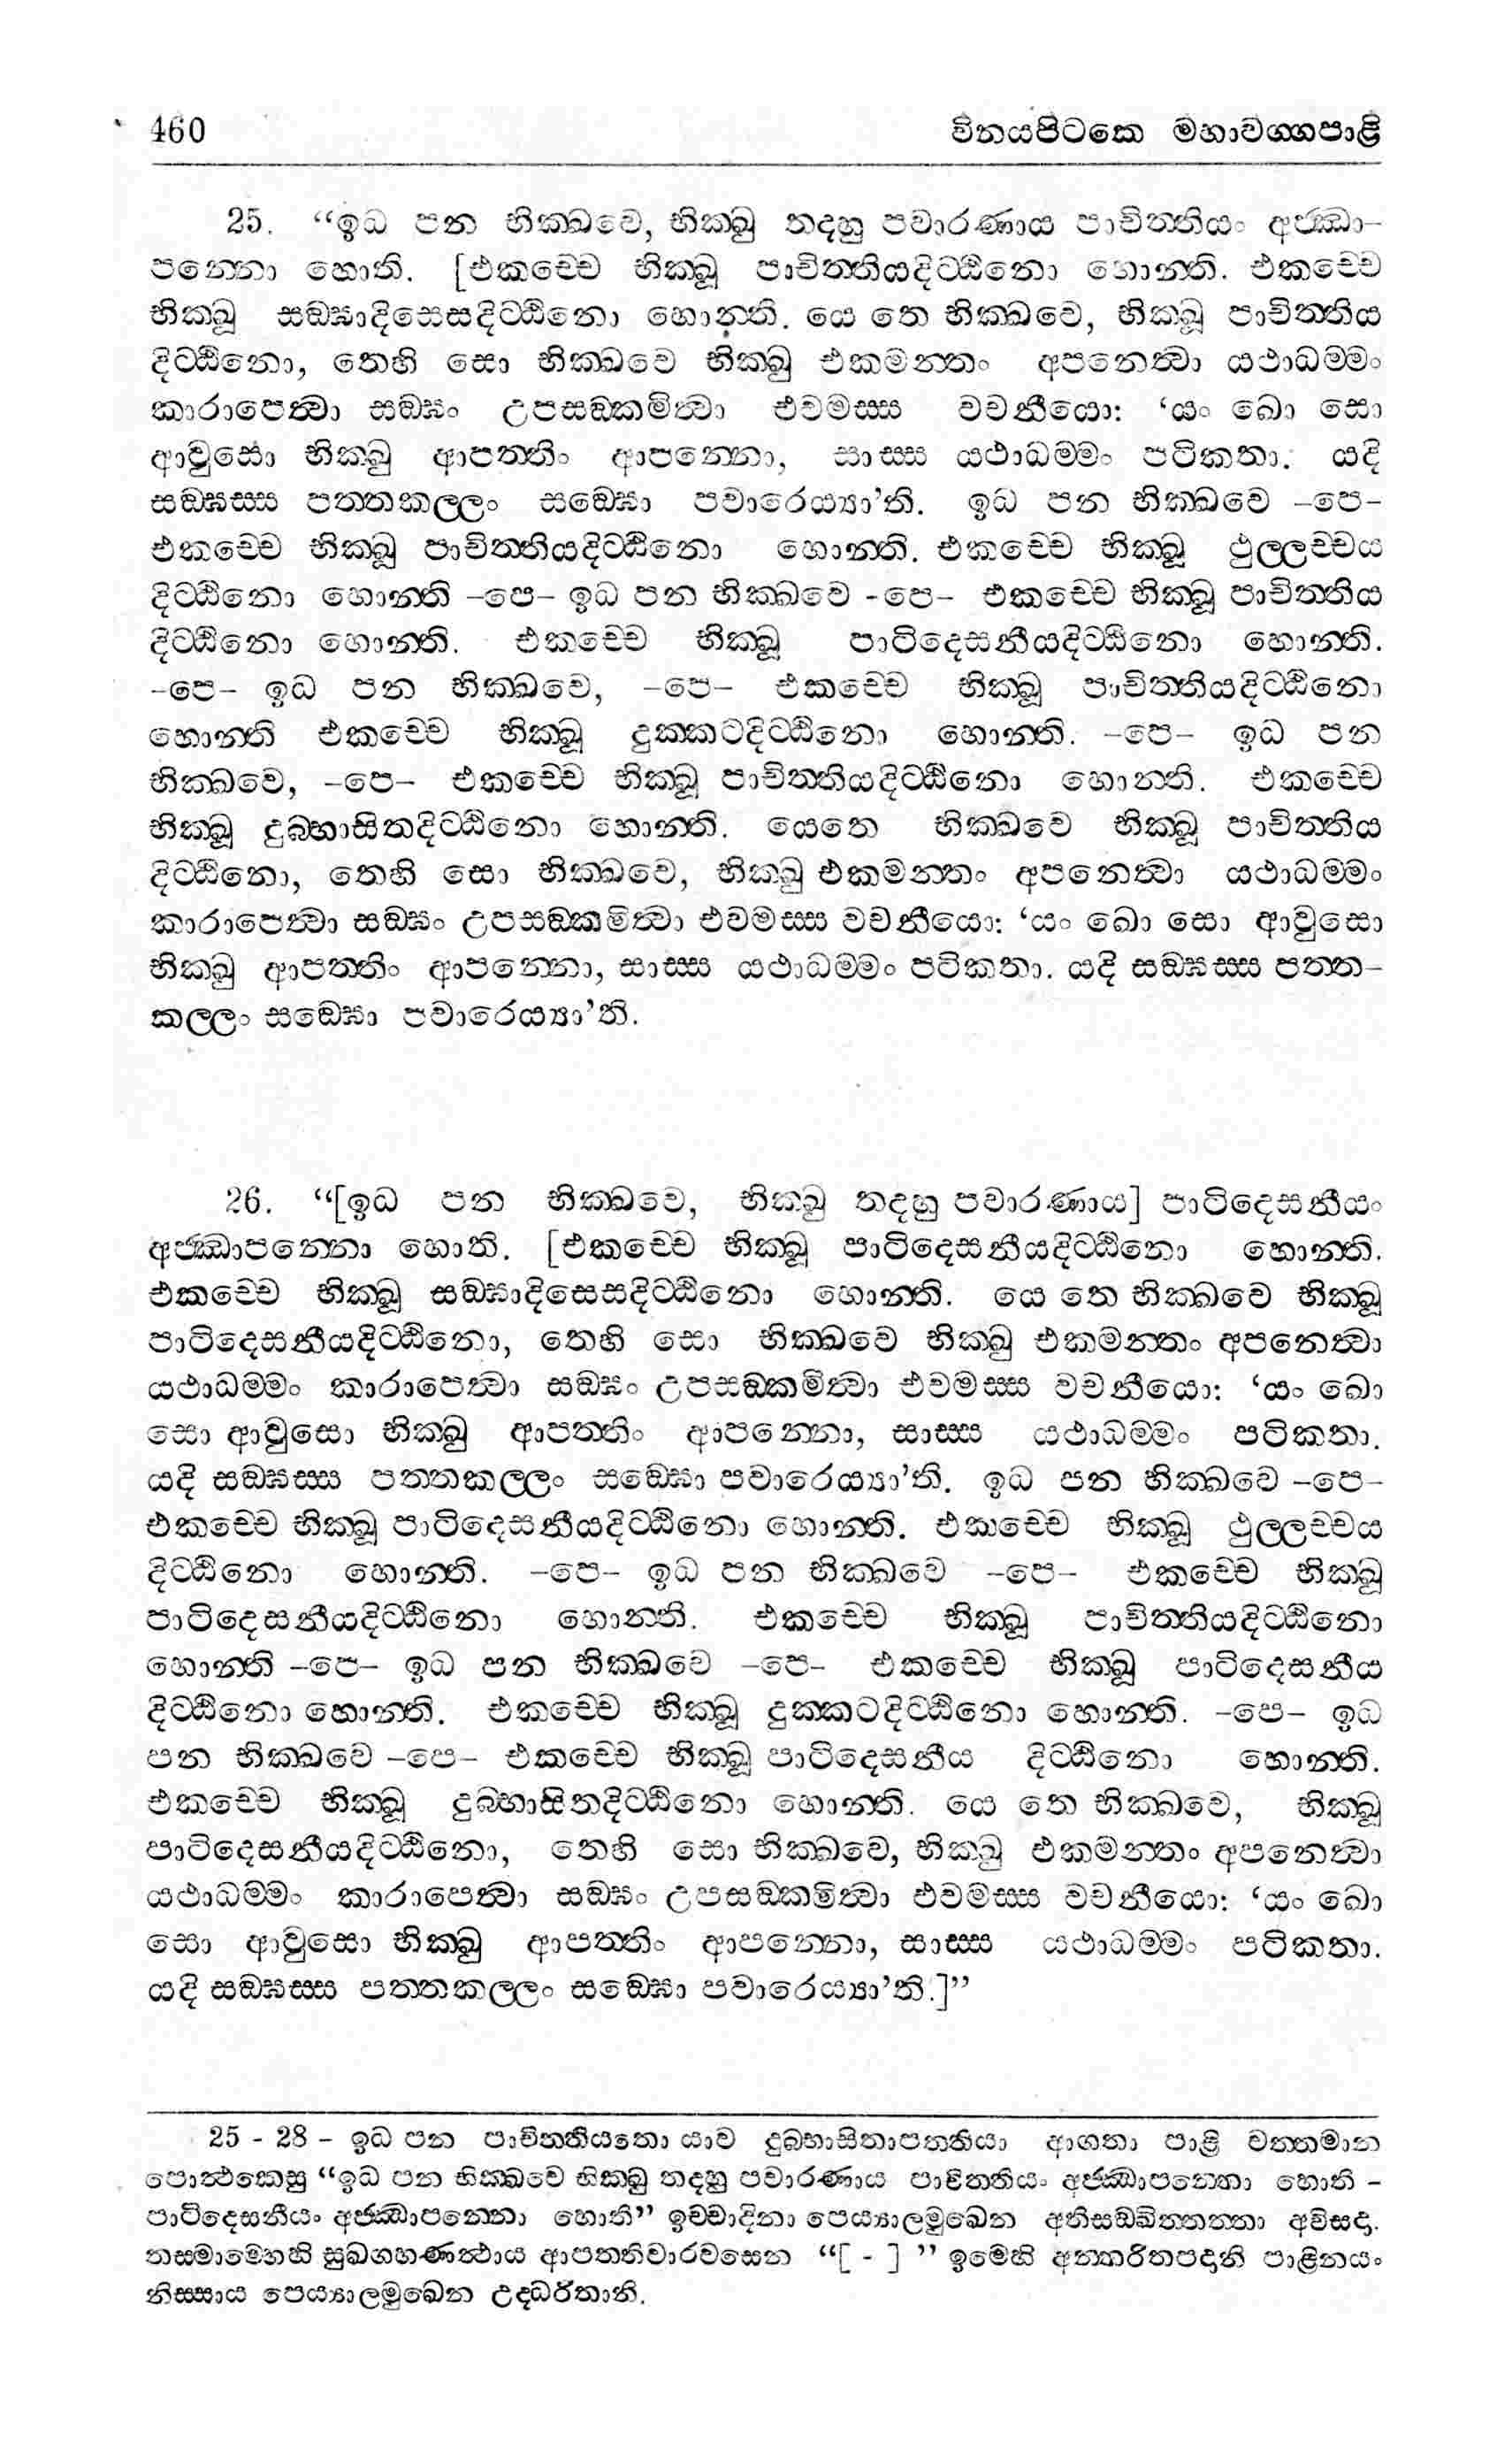 460 විනයපිටකෙ මහාවග්ගපාළි
25. “ඉධ පන භික්ඛවෙ, භික්ඛු තදහු පවාරණාය පාචිත්තියං අජ්ඣා-
පන්නො හොති. [එකච්චෙ භික්ඛූ පාචිත්තියදිට්ඨිනො හොන්ති. එකච්චෙ
භික්ඛූ සඞ්ඝාදිසෙසදිට්ඨිනො හොන්ති. යෙ තෙ භික්ඛවෙ, භික්ඛූ පාචිත්තිය
දිට්ඨිනො, තෙහි සො භික්ඛවෙ භික්ඛු එකමන්තං අපනෙත්වා යථාධම්මං
කාරාපෙත්වා සඞ්ඝං උපසඞ්කමිත්වා එවමස්ස වචනීයො: ‘යං ඛො සො
ආවුසො භික්ඛු ආපත්තිං ආපන්නො, සාස්ස යථාධම්මං පටිකතා. යදි
සඞ්ඝස්ස පත්තකල්ලං සඞ්ඝො පවාරෙය්‍යා’ති. ඉධ පන භික්ඛවෙ –පෙ–
එකච්චෙ භික්ඛූ පාචිත්තියදිට්ඨිනො හොන්ති. එකච්චෙ භික්ඛූ ථුල්ලච්චය
දිට්ඨිනො හොන්ති –පෙ– ඉධ පන භික්ඛවෙ -පෙ– එකච්චෙ භික්ඛූ පාචිත්තිය
දිට්ඨිනො හොන්ති. එකච්චෙ භික්ඛූ පාටිදෙසනීයදිට්ඨිනො හොන්ති.
–පෙ– ඉධ පන භික්ඛවෙ, –පෙ– එකච්චෙ භික්ඛූ පාචිත්තියදිට්ඨිනො
හොන්ති එකච්චෙ භික්ඛූ දුක්කටදිට්ඨිනො හොන්ති. –පෙ– ඉධ පන
භික්ඛවෙ, –පෙ– එකච්චෙ භික්ඛූ පාචිත්තියදිට්ඨිනො හොන්ති. එකච්චෙ
භික්ඛූ දුබ්භාසිතදිට්ඨිනො හොන්ති. යෙතෙ භික්ඛවෙ භික්ඛූ පාචිත්තිය
දිට්ඨිනො, තෙහි සො භික්ඛවෙ, භික්ඛු එකමන්තං අපනෙත්වා යථාධම්මං
කාරාපෙත්වා සඞ්ඝං උපසඞ්කමිත්වා එවමස්ස වචනීයො: ‘යං ඛො සො ආවුසො
භික්ඛු ආපත්තිං ආපන්නො, සාස්ස යථාධම්මං පටිකතා. යදි සඞ්ඝස්ස පත්ත–
කල්ලං සඞ්ඝො පවාරෙය්‍යා’ති.
26. “[ඉධ පන භික්ඛවෙ, භික්ඛු තදහු පවාරණාය] පාටිදෙසනීයං
අජ්ඣාපන්නො හොති. [එකච්චෙ භික්ඛූ පාටිදෙසනීයදිට්ඨිනො හොන්ති.
එකච්චෙ භික්ඛූ සඞ්ඝාදිසෙසදිට්ඨිනො හොන්ති. යෙ තෙ භික්ඛවෙ භික්ඛූ
පාටිදෙසනීයදිට්ඨිනො, තෙහි සො භික්ඛවෙ භික්ඛු එකමන්තං අපනෙත්වා
යථාධම්මං කාරාපෙත්වා සඞ්ඝං උපසඞ්කමිත්වා එවමස්ස වචනීයො: ‘යං ඛො
සො ආවුසො භික්ඛු ආපත්තිං ආපන්නො, සාස්ස යථාධම්මං පටිකතා.
යදි සඞ්ඝස්ස පත්තකල්ලං සඞ්ඝො පවාරෙය්‍යා’ති. ඉධ පන භික්ඛවෙ –පෙ–
එකච්චෙ භික්ඛූ පාටිදෙසනීයදිට්ඨිනො හොන්ති. එකච්චෙ භික්ඛූ ථුල්ලච්චය
දිට්ඨිනො හොන්ති. –පෙ– ඉධ පන භික්ඛවෙ –පෙ– එකච්චෙ භික්ඛූ
පාටිදෙසනීයදිට්ඨිනො හොන්ති. එකච්චෙ භික්ඛූ පාචිත්තියදිට්ඨිනො
හොන්ති –පෙ– ඉධ පන භික්ඛවෙ –පෙ– එකච්චෙ භික්ඛූ පාටිදෙසනීය
දිට්ඨිනො හොන්ති. එකච්චෙ භික්ඛූ දුක්කටදිට්ඨිනො හොන්ති. –පෙ– ඉධ
පන භික්ඛවෙ –පෙ– එකච්චෙ භික්ඛූ පාටිදෙසනීය දිට්ඨිනො හොන්ති.
එකච්චෙ භික්ඛූ දුබ්භාසිතදිට්ඨිනො හොන්ති. යෙ තෙ භික්ඛවෙ, භික්ඛූ
පාටිදෙසනීයදිට්ඨිනො, තෙහි සො භික්ඛවෙ, භික්ඛු එකමන්තං අපනෙත්වා
යථාධම්මං කාරාපෙත්වා සඞ්ඝං උපසඞ්කමිත්වා එවමස්ස වචනීයො: ‘යං ඛො
සො ආවුසො භික්ඛු ආපත්තිං ආපන්නො, සාස්ස යථාධම්මං පටිකතා.
යදි සඞ්ඝස්ස පත්තකල්ලං සඞ්ඝො පවාරෙය්‍යා’ති.]”
25 - 28 – ඉධ පන පාචිත්තියතො යාව දුබ්භාසිතාපත්තියා ආගතා පාළි වත්තමාන
පොත්ථකෙසු “ඉධ පන භික්ඛවෙ භික්ඛු තදහු පවාරණාය පාචිත්තියං අජ්ඣාපන්නො හොති –
පාටිදෙසනීයං අජ්ඣාපන්නො හොති” ඉච්චාදිනා පෙය්‍යාලමුඛෙන අතිසඞ්ඛිත්තත්තා අවිසදා.
තස්මාම්හෙහි සුඛගහණත්ථාය ආපත්තිවාරවසෙන “[ - ] ” ඉමෙහි අන්තරිතපදානි පාළිනයං
නිස්සාය පෙය්‍යාලමුඛෙන උද්ධරිතානි.